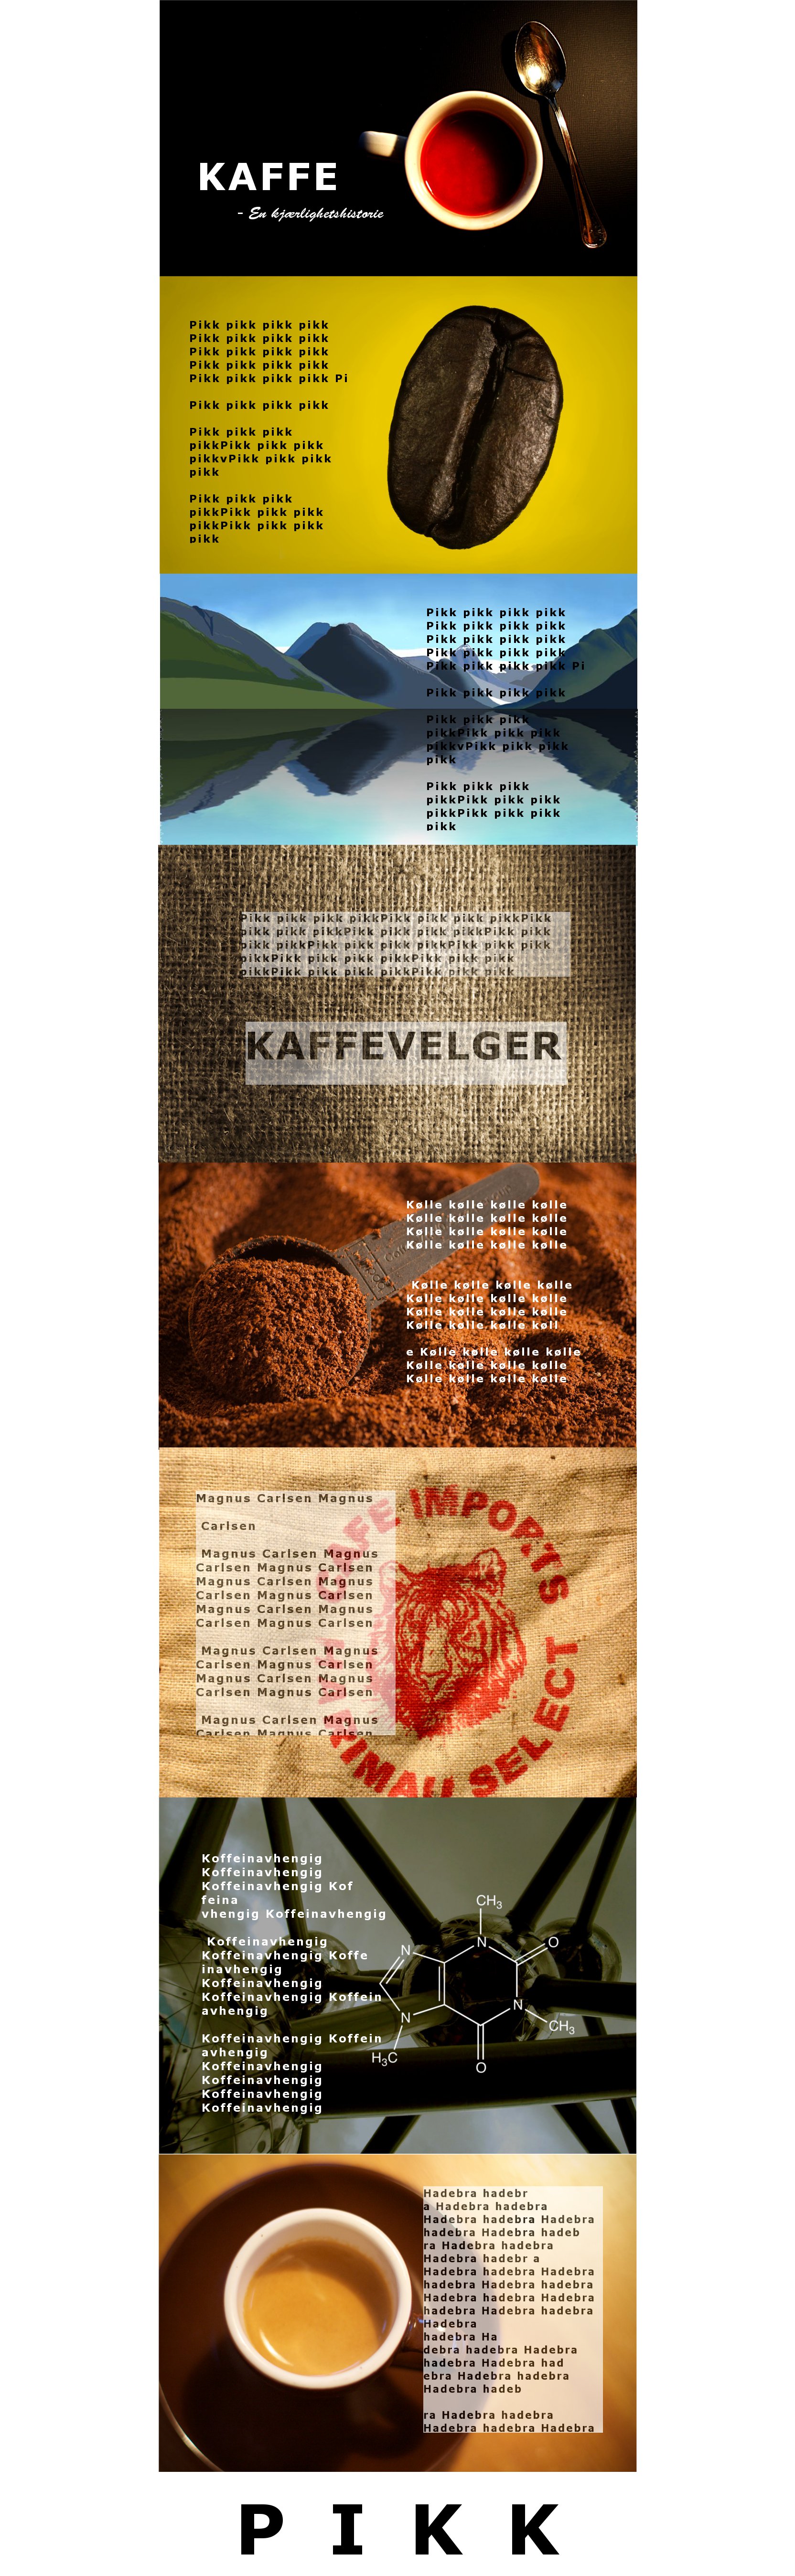 KAFFE
- En kjærlighetshistorie
Pikk pikk pikk pikk
Pikk pikk pikk pikk
Pikk pikk pikk pikk
Pikk pikk pikk pikk
Pikk pikk pikk pikk Pi
Pikk pikk pikk pikk
Pikk pikk pikk
pikkPikk pikk pikk
pikkvPikk pikk pikk
pikk
Pikk pikk pikk
pikkPikk pikk pikk
pikkPikk pikk pikk
pikk
Pikk pikk pikk pikk
Pikk pikk pikk pikk
Pikk pikk pikk pikk
Pikk pikk pikk pikk
Pikk pikk pikk pikk Pi
Pikk pikk pikk pikk
Pikk pikk pikk
pikkPikk pikk pikk
pikkvPikk pikk pikk
pikk
Pikk pikk pikk
pikkPikk pikk pikk
pikkPikk pikk pikk
pikk
Pikk pikk pikk pikkPikk pikk pikk pikkPikk
pikk pikk pikkPikk pikk pikk pikkPikk pikk
pikk pikkPikk pikk pikk pikkPikk pikk pikk
pikkPikk pikk pikk pikkPikk pikk pikk
pikkPikk pikk pikk pikkPikk pikk pikk
KAFFEVELGER
Kølle kølle kølle kølle
Kølle kølle kølle kølle
Kølle kølle kølle kølle
Kølle kølle kølle kølle
Kølle kølle kølle kølle
Kølle kølle kølle kølle
Kølle kølle kølle kølle
Kølle kølle kølle køll
e Kølle kølle kølle kølle
Kølle kølle kølle kølle
Kølle kølle kølle kølle
Magnus Carlsen Magnus
Carlsen
Magnus Carlsen Magnus
Carlsen Magnus Carlsen
Magnus Carlsen Magnus
Carlsen Magnus Carlsen
Magnus Carlsen Magnus
Carlsen Magnus Carlsen
Magnus Carlsen Magnus
Carlsen Magnus Carlsen
Magnus Carlsen Magnus
Carlsen Magnus Carlsen
Magnus Carlsen Magnus
Carlsen Magnus Carlsen
CAFE IMPORTS
RIMAU SELECT
Koffeinavhengig
Koffeinavhengig
Koffeinavhengig Kof
feina
vhengig Koffeinavhengig
Koffeinavhengig
Koffeinavhengig Koffe
inavhengig
Koffeinavhengig
Koffeinavhengig Koffein
avhengig
Koffeinavhengig Koffein
avhengig
Koffeinavhengig
Koffeinavhengig
Koffeinavhengig
Koffeinavhengig
CH3
N
N
O
N
N
CH3
H3C
O
Hadebra hadebr
a Hadebra hadebra
Hadebra hadebra Hadebra
hadebra Hadebra hadeb
ra Hadebra hadebra
Hadebra hadebr a
Hadebra hadebra Hadebra
hadebra Hadebra hadebra
Hadebra hadebra Hadebra
hadebra Hadebra hadebra
Hadebra
hadebra Ha
debra hadebra Hadebra
hadebra Hadebra had
ebra Hadebra hadebra
Hadebra hadeb
ra Hadebra hadebra
Hadebra hadebra Hadebra
P I K K